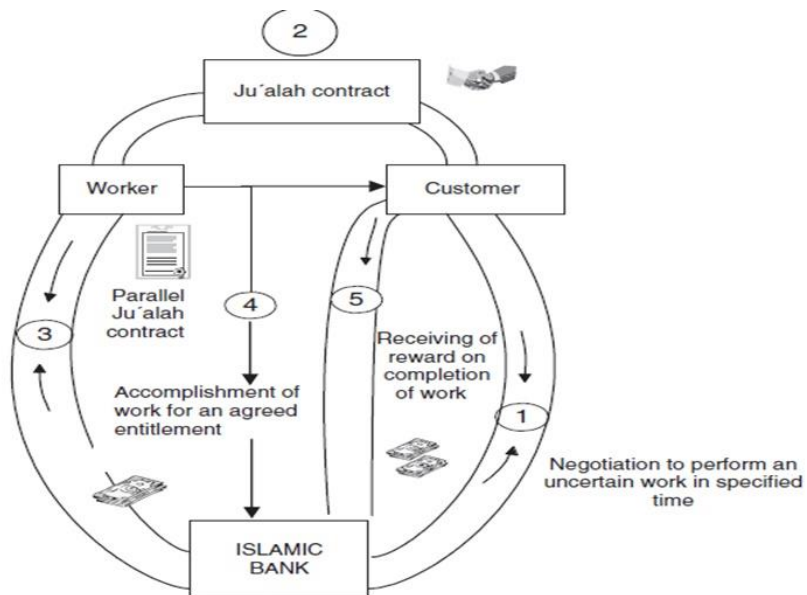 2
Ju´alah contract
Worker
Customer
Parallel
Ju´alah
contract
3
4
5
Receiving of
reward on
completion
of work
Accomplishment of
work for an agreed
entitlement
1
Negotiation to perform an
uncertain work in specified
time
ISLAMIC
BANK